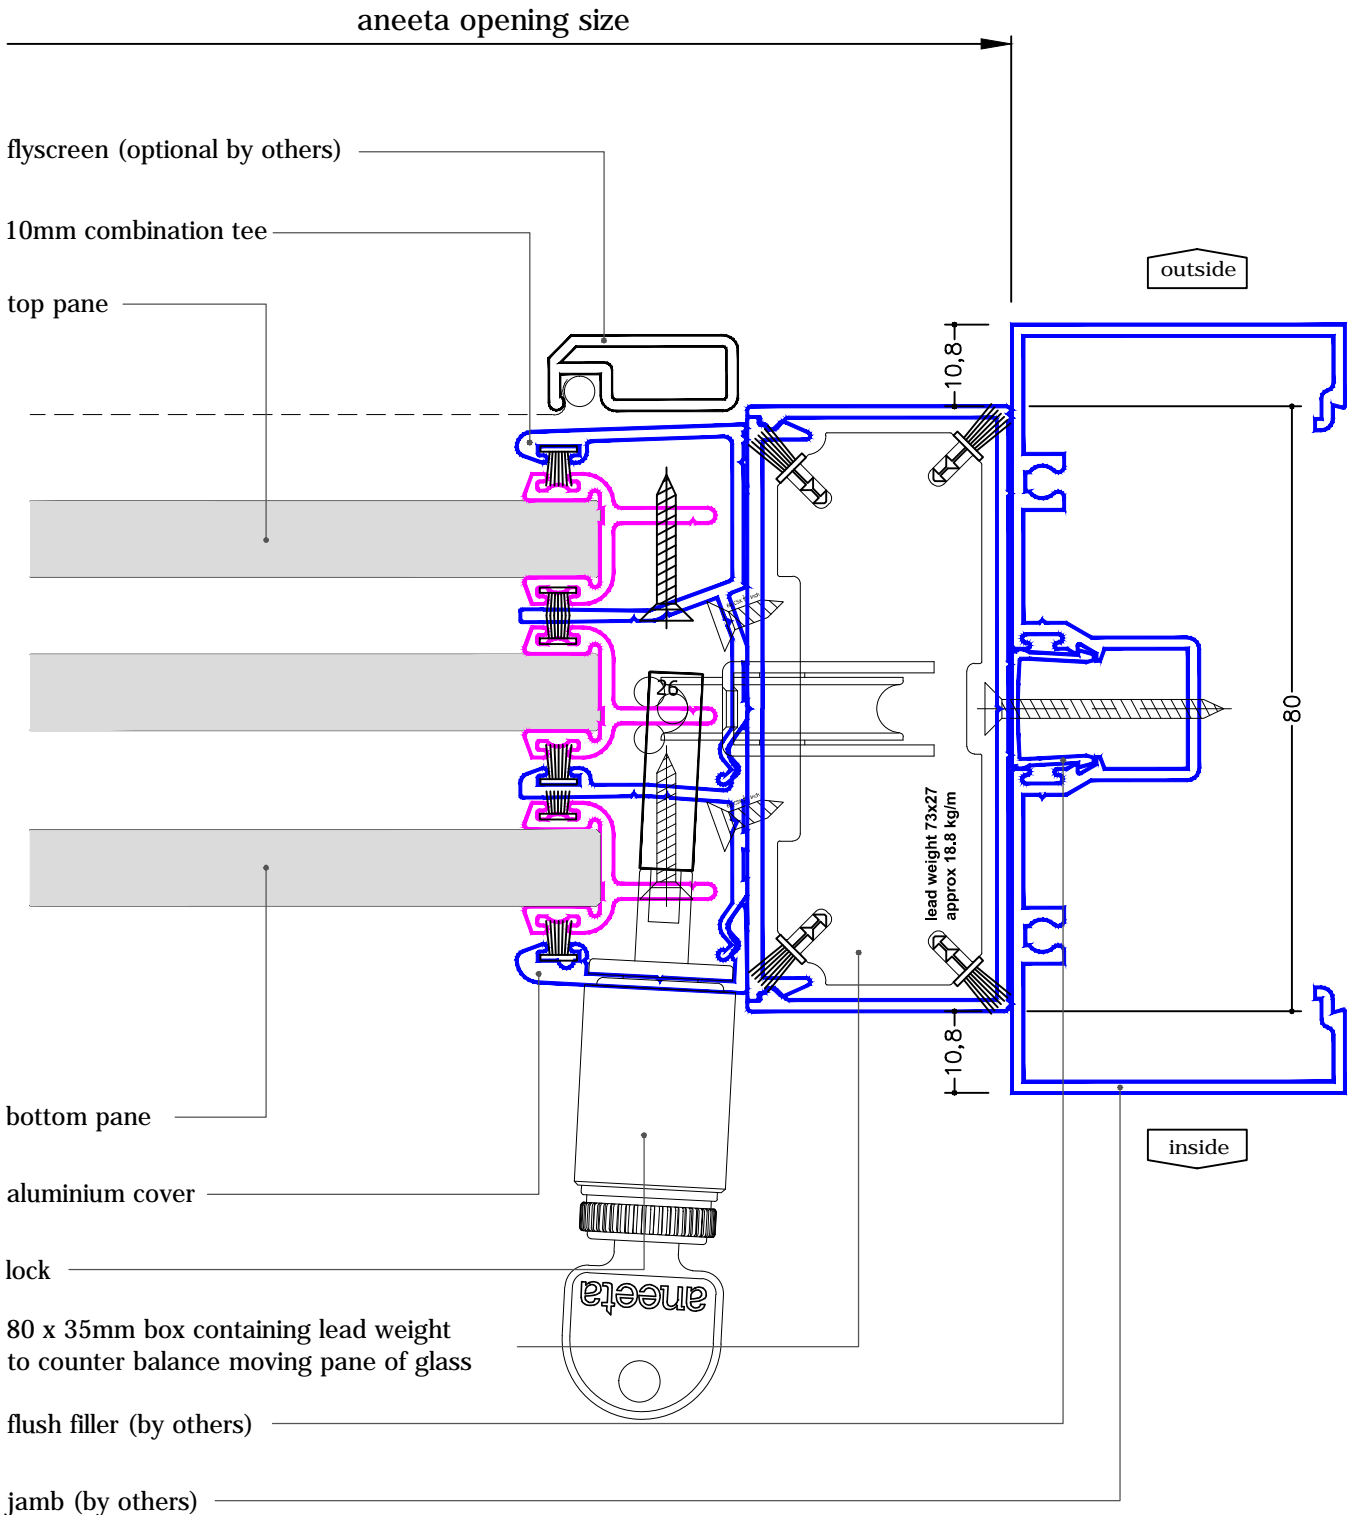 aneeta opening size
flyscreen (optional by others)
10mm combination tee
outside
top pane
10,8
26
80
lead weight 73x27
approx 18.8 kg/m
10,8
bottom pane
inside
aluminium cover
lock
aneeta
80 x 35mm box containing lead weight
to counter balance moving pane of glass
flush filler (by others)
jamb (by others)